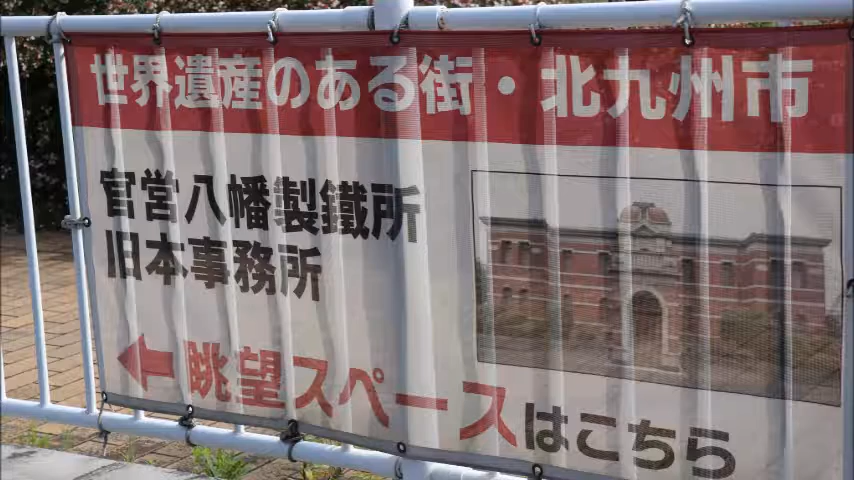 世界遺産のある街・北九州市
官営八幡製鐵所
旧本事務所
←眺望スペースはこちら